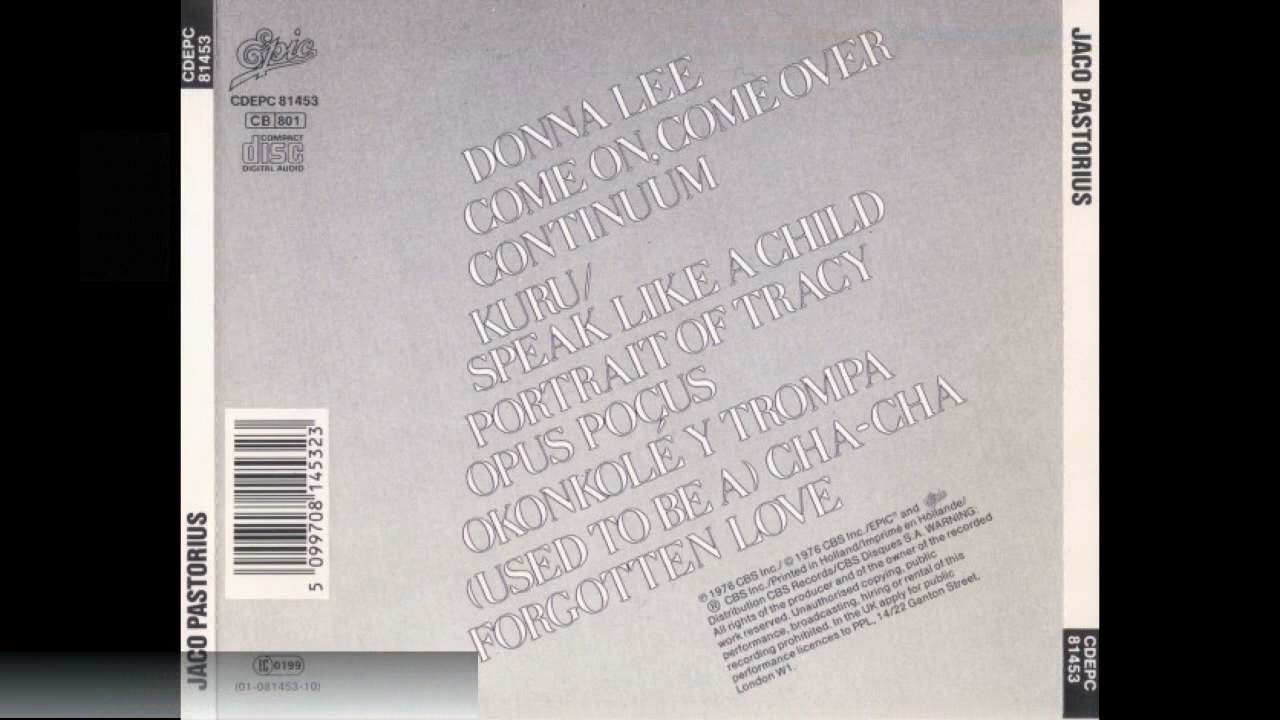 CDEPC
81453
Epic
CDEPC 81453
CB 801
COMPACT
disc
DIGITAL AUDIO
DONNA LEE
COME ON, COME OVER
CONTINUUM
KURU/
SPEAK LIKE A CHILD
PORTRAIT OF TRACY
OPUS POÇUS
OKONKOLE Y TROMPA
(USED TO BE A) CHA-CHA
FORGOTTEN LOVE
℗ 1976 CBS Inc./ © 1976 CBS Inc./EPIC" and Epic
® CBS Inc./Printed in Holland/Imprimé en Hollande/
Distribution CBS Records/CBS Disques S.A. WARNING:
All rights of the producer and of the owner of the recorded
work reserved. Unauthorised copying, public
performance, broadcasting, hiring or rental of this
recording prohibited. In the UK apply for public
performance licences to PPL, 14/22 Ganton Street,
London W1.
5 099708 145323
JACO PASTORIUS
IC 0199
(01-081453-10)
JACO PASTORIUS
CDEPC
81453